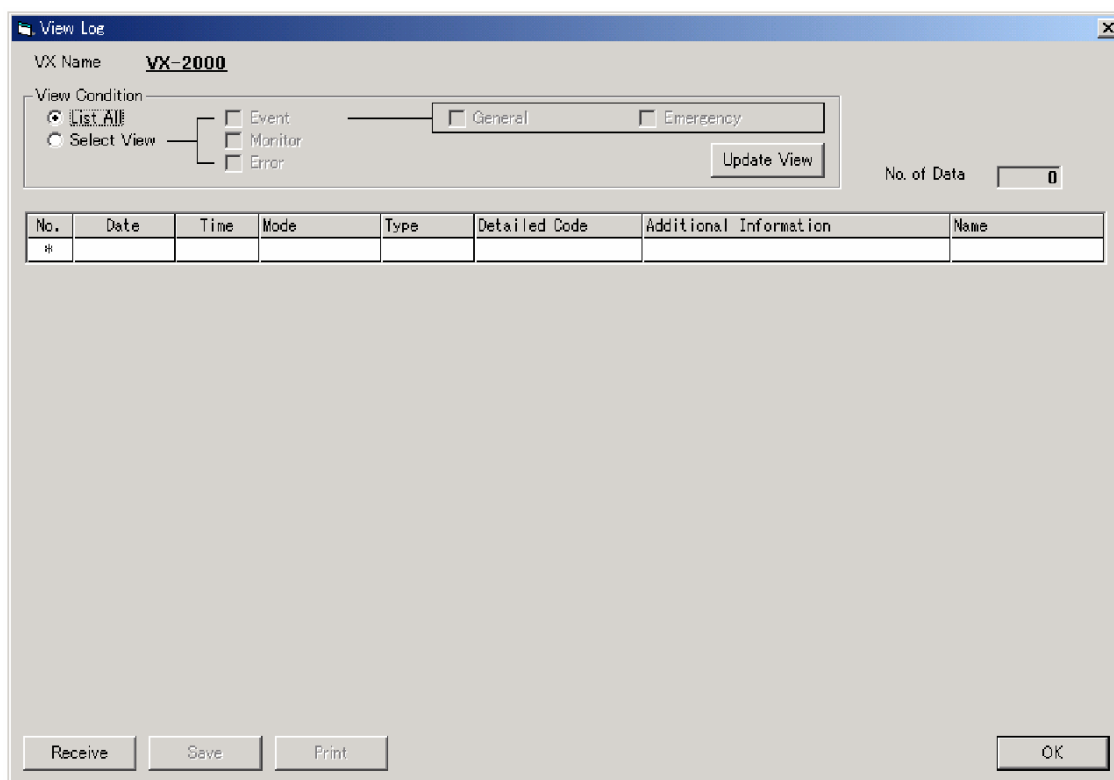 View Log
VX Name VX-2000
View Condition
List All Event General Emergency
Select View Monitor
Error Update View
No. of Data 0
No. Date Time Mode Type Detailed Code Additional Information Name
*
Receive Save Print OK